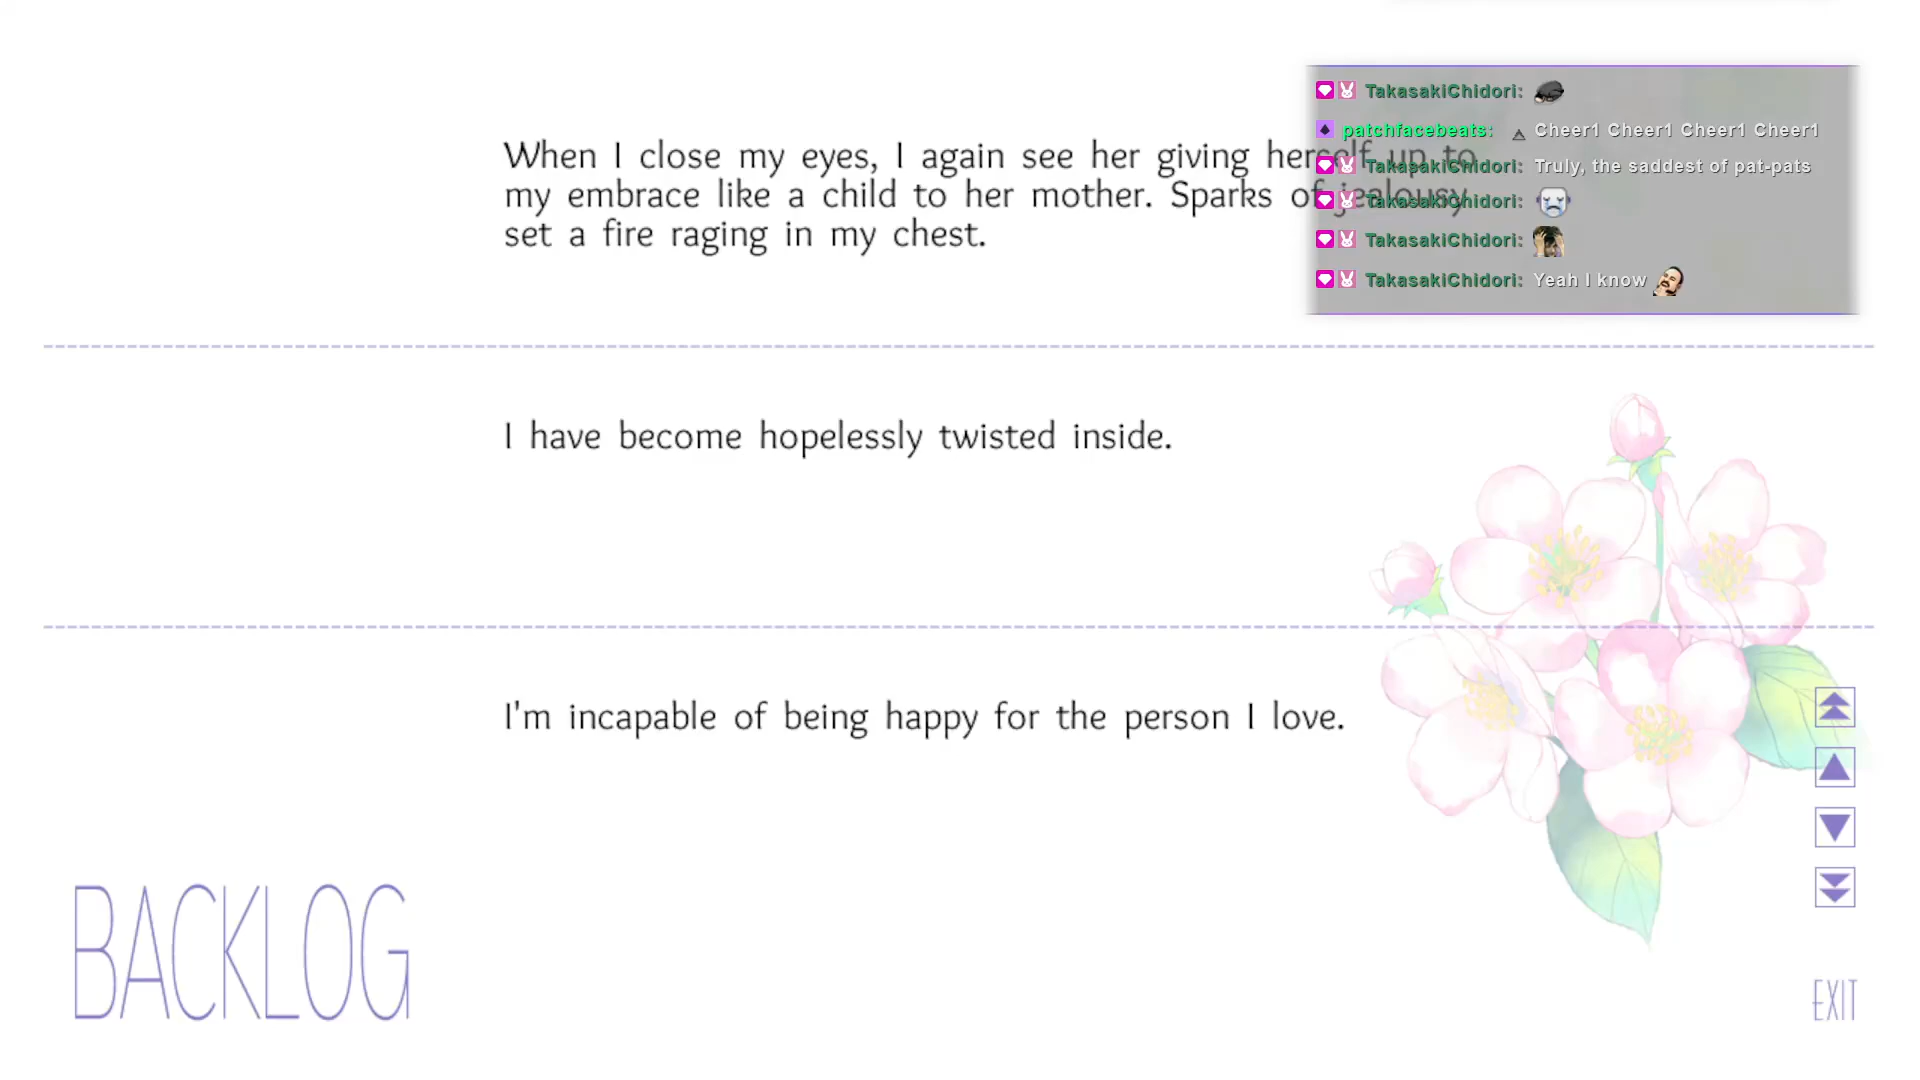 TakasakiChidori:
patchfacebeats: Cheer1 Cheer1 Cheer1 Cheer1
TakasakiChidori: Truly, the saddest of pat-pats
TakasakiChidori:
TakasakiChidori:
TakasakiChidori: Yeah I know
When I close my eyes, I again see her giving herself up to
my embrace like a child to her mother. Sparks of jealousy
set a fire raging in my chest.
I have become hopelessly twisted inside.
I'm incapable of being happy for the person I love.
BACKLOG
EXIT